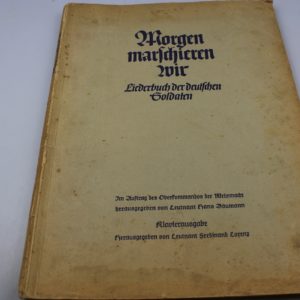 Morgen
marschieren
Wir
Liederbuch der deutschen
Soldaten
Im Auftrag des Oberkommandos der Wehrmacht
herausgegeben von Leutnant Hans Baumann
Klavierausgabe
Herausgegeben von Leutnant Ferdinand Lorenz